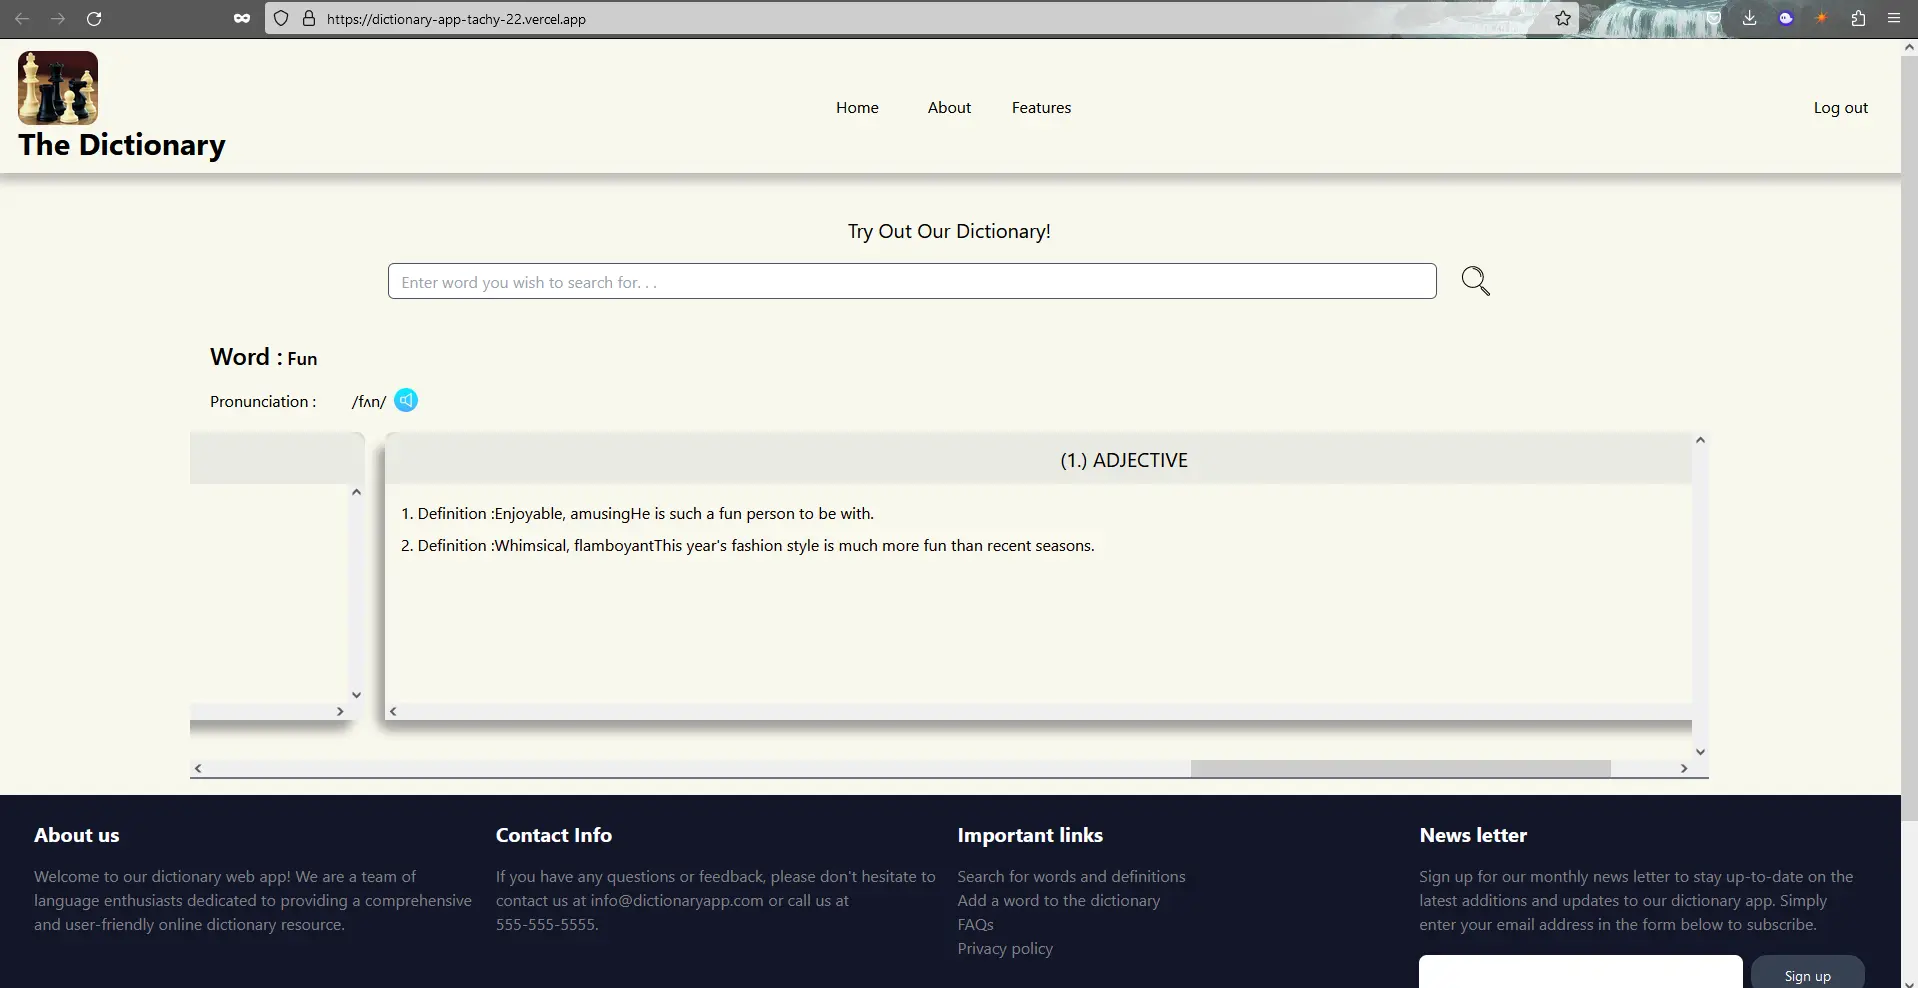 https://dictionary-app-tachy-22.vercel.app
The Dictionary
Home About Features Log out
Try Out Our Dictionary!
Enter word you wish to search for. . .
Word : Fun
Pronunciation : /fʌn/
(1.) ADJECTIVE
1. Definition :Enjoyable, amusingHe is such a fun person to be with.
2. Definition :Whimsical, flamboyantThis year's fashion style is much more fun than recent seasons.
About us
Welcome to our dictionary web app! We are a team of
language enthusiasts dedicated to providing a comprehensive
and user-friendly online dictionary resource.
Contact Info
If you have any questions or feedback, please don't hesitate to
contact us at info@dictionaryapp.com or call us at
555-555-5555.
Important links
Search for words and definitions
Add a word to the dictionary
FAQs
Privacy policy
News letter
Sign up for our monthly news letter to stay up-to-date on the
latest additions and updates to our dictionary app. Simply
enter your email address in the form below to subscribe.
Sign up